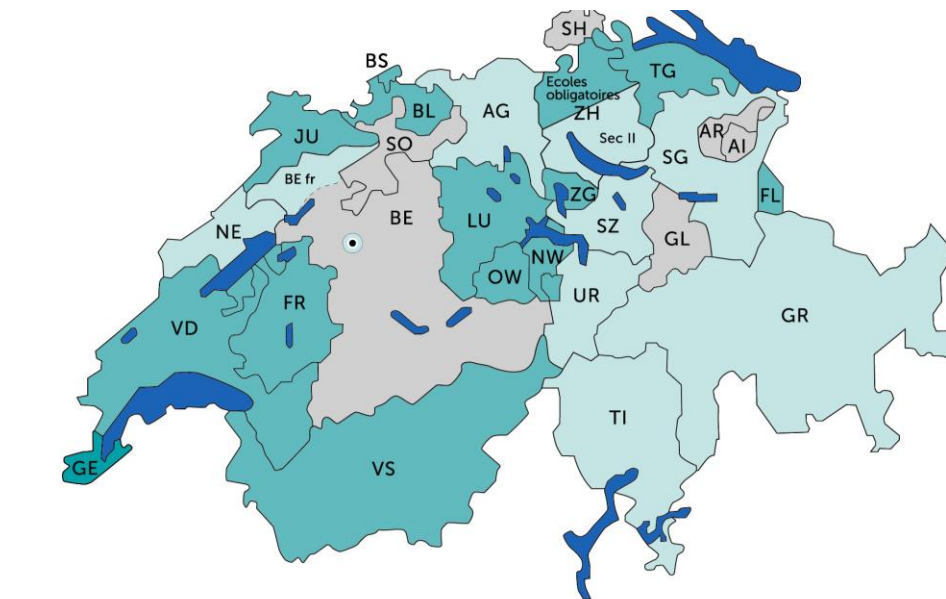 SH
BS
TG
Ecoles
obligatoires
BL
AG
ZH
JU
SO
Sec II
AR
AI
SG
BE fr
ZG
FL
BE
LU
SZ
NE
GL
NW
OW
UR
FR
GR
VD
TI
GE
VS